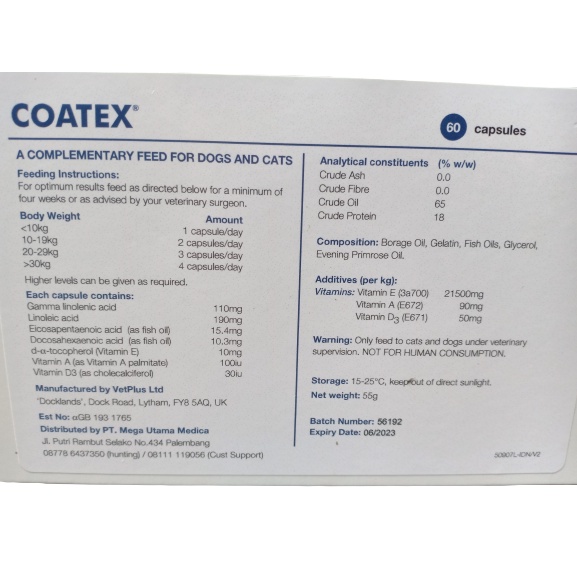 COATEX®
60 capsules
A COMPLEMENTARY FEED FOR DOGS AND CATS
Feeding Instructions:
For optimum results feed as directed below for a minimum of
four weeks or as advised by your veterinary surgeon.
Body Weight Amount
<10kg 1 capsule/day
10-19kg 2 capsules/day
20-29kg 3 capsules/day
>30kg 4 capsules/day
Higher levels can be given as required.
Each capsule contains:
Gamma linolenic acid 110mg
Linoleic acid 190mg
Eicosapentaenoic acid (as fish oil) 15.4mg
Docosahexaenoic acid (as fish oil) 10.3mg
d-α-tocopherol (Vitamin E) 10mg
Vitamin A (as Vitamin A palmitate) 100iu
Vitamin D3 (as cholecalciferol) 30iu
Manufactured by VetPlus Ltd
'Docklands', Dock Road, Lytham, FY8 5AQ, UK
Est No: αGB 193 1765
Distributed by PT. Mega Utama Medica
Jl. Putri Rambut Selako No.434 Palembang
08778 6437350 (hunting) / 08111 119056 (Cust Support)
Analytical constituents (% w/w)
Crude Ash 0.0
Crude Fibre 0.0
Crude Oil 65
Crude Protein 18
Composition: Borage Oil, Gelatin, Fish Oils, Glycerol,
Evening Primrose Oil.
Additives (per kg):
Vitamins: Vitamin E (3a700) 21500mg
Vitamin A (E672) 90mg
Vitamin D3 (E671) 50mg
Warning: Only feed to cats and dogs under veterinary
supervision. NOT FOR HUMAN CONSUMPTION.
Storage: 15-25°C, keep out of direct sunlight.
Net weight: 55g
Batch Number: 56192
Expiry Date: 06/2023